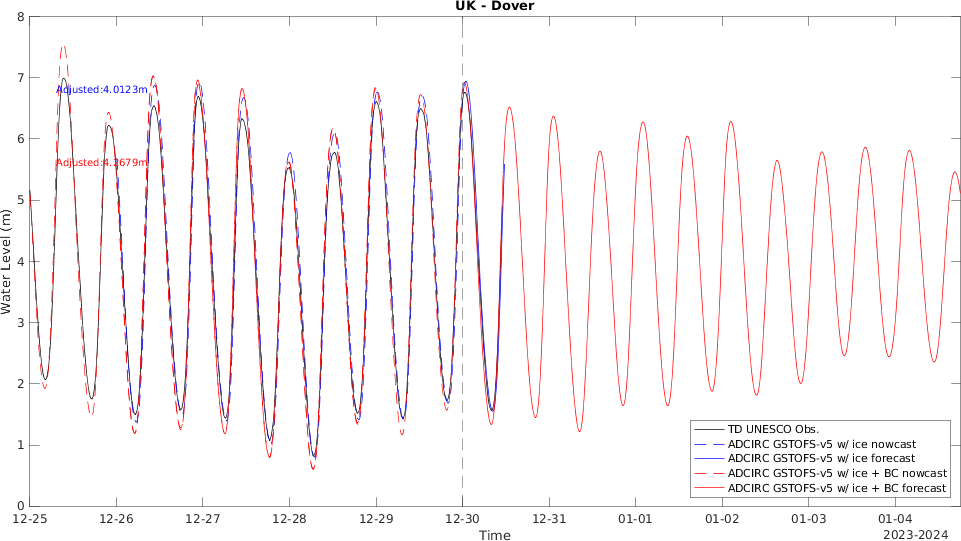 UK - Dover
8
7
Adjusted:4.0123m
6
Adjusted:4.2679m
5
4
3
2
1
0
Water Level (m)
TD UNESCO Obs.
ADCIRC GSTOFS-v5 w/ ice nowcast
ADCIRC GSTOFS-v5 w/ ice forecast
ADCIRC GSTOFS-v5 w/ ice + BC nowcast
ADCIRC GSTOFS-v5 w/ ice + BC forecast
12-25 12-26 12-27 12-28 12-29 12-30 12-31 01-01 01-02 01-03 01-04
Time
2023-2024